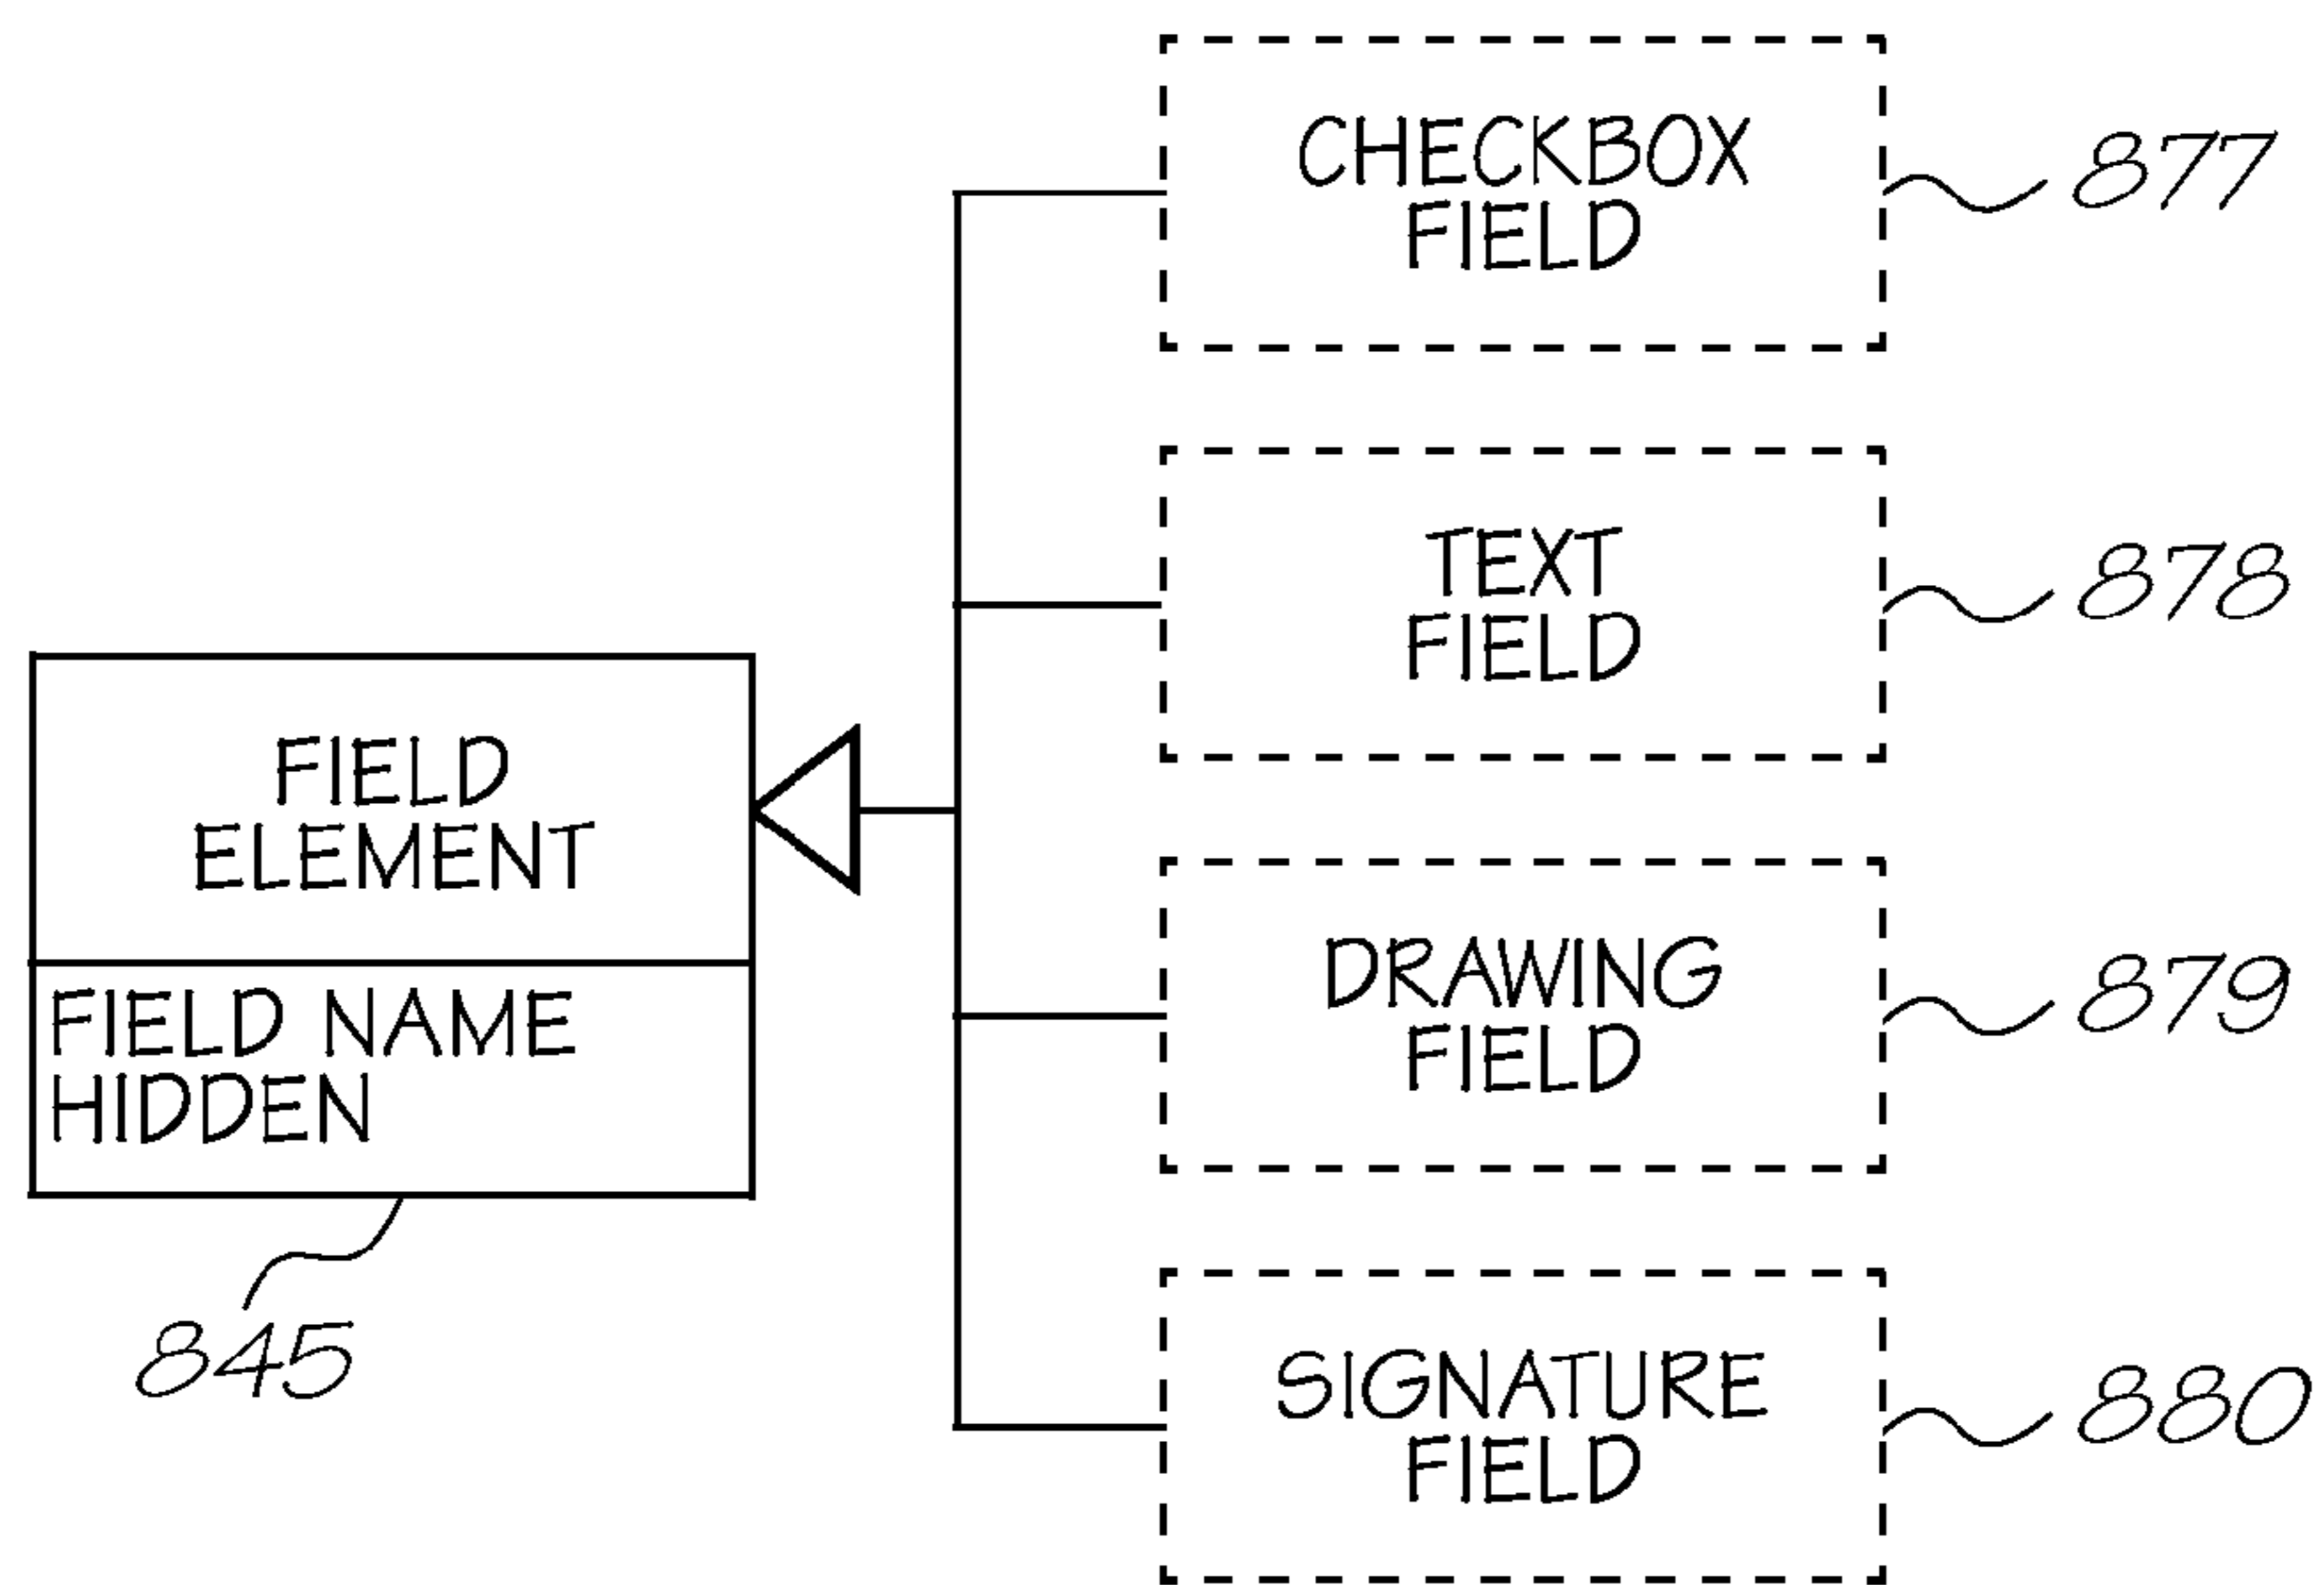 CHECKBOX
FIELD
877
TEXT
FIELD
878
FIELD
ELEMENT
FIELD NAME
HIDDEN
845
DRAWING
FIELD
879
SIGNATURE
FIELD
880